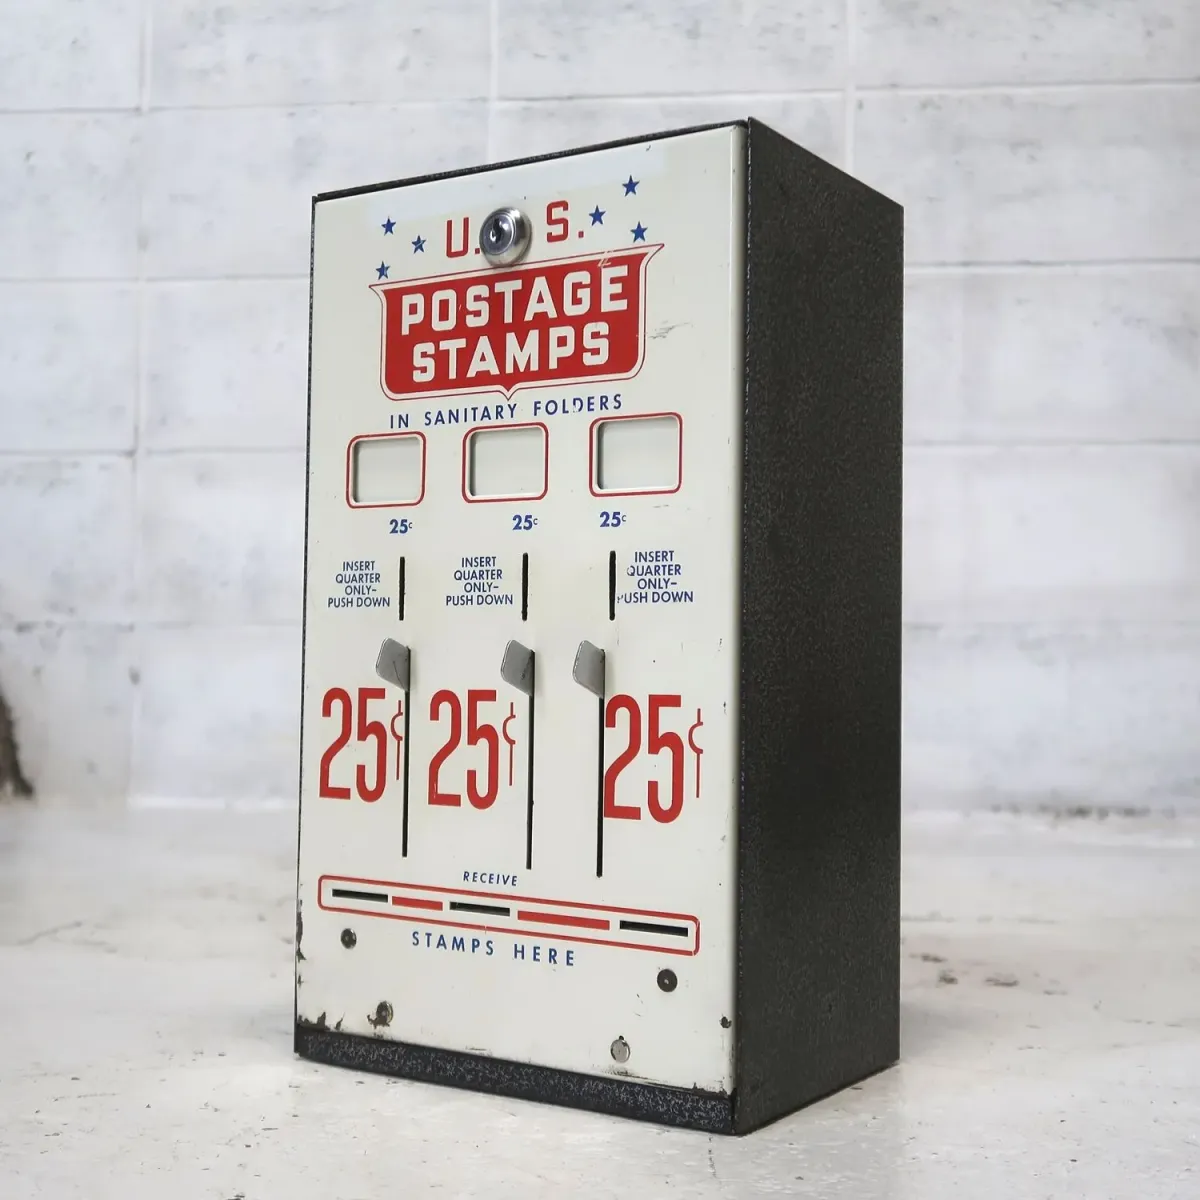 U. S.
POSTAGE
STAMPS
IN SANITARY FOLDERS
25¢ 25¢ 25¢
INSERT
QUARTER
ONLY-
PUSH DOWN
INSERT
QUARTER
ONLY-
PUSH DOWN
INSERT
QUARTER
ONLY-
PUSH DOWN
25¢ 25¢ 25¢
RECEIVE
STAMPS HERE